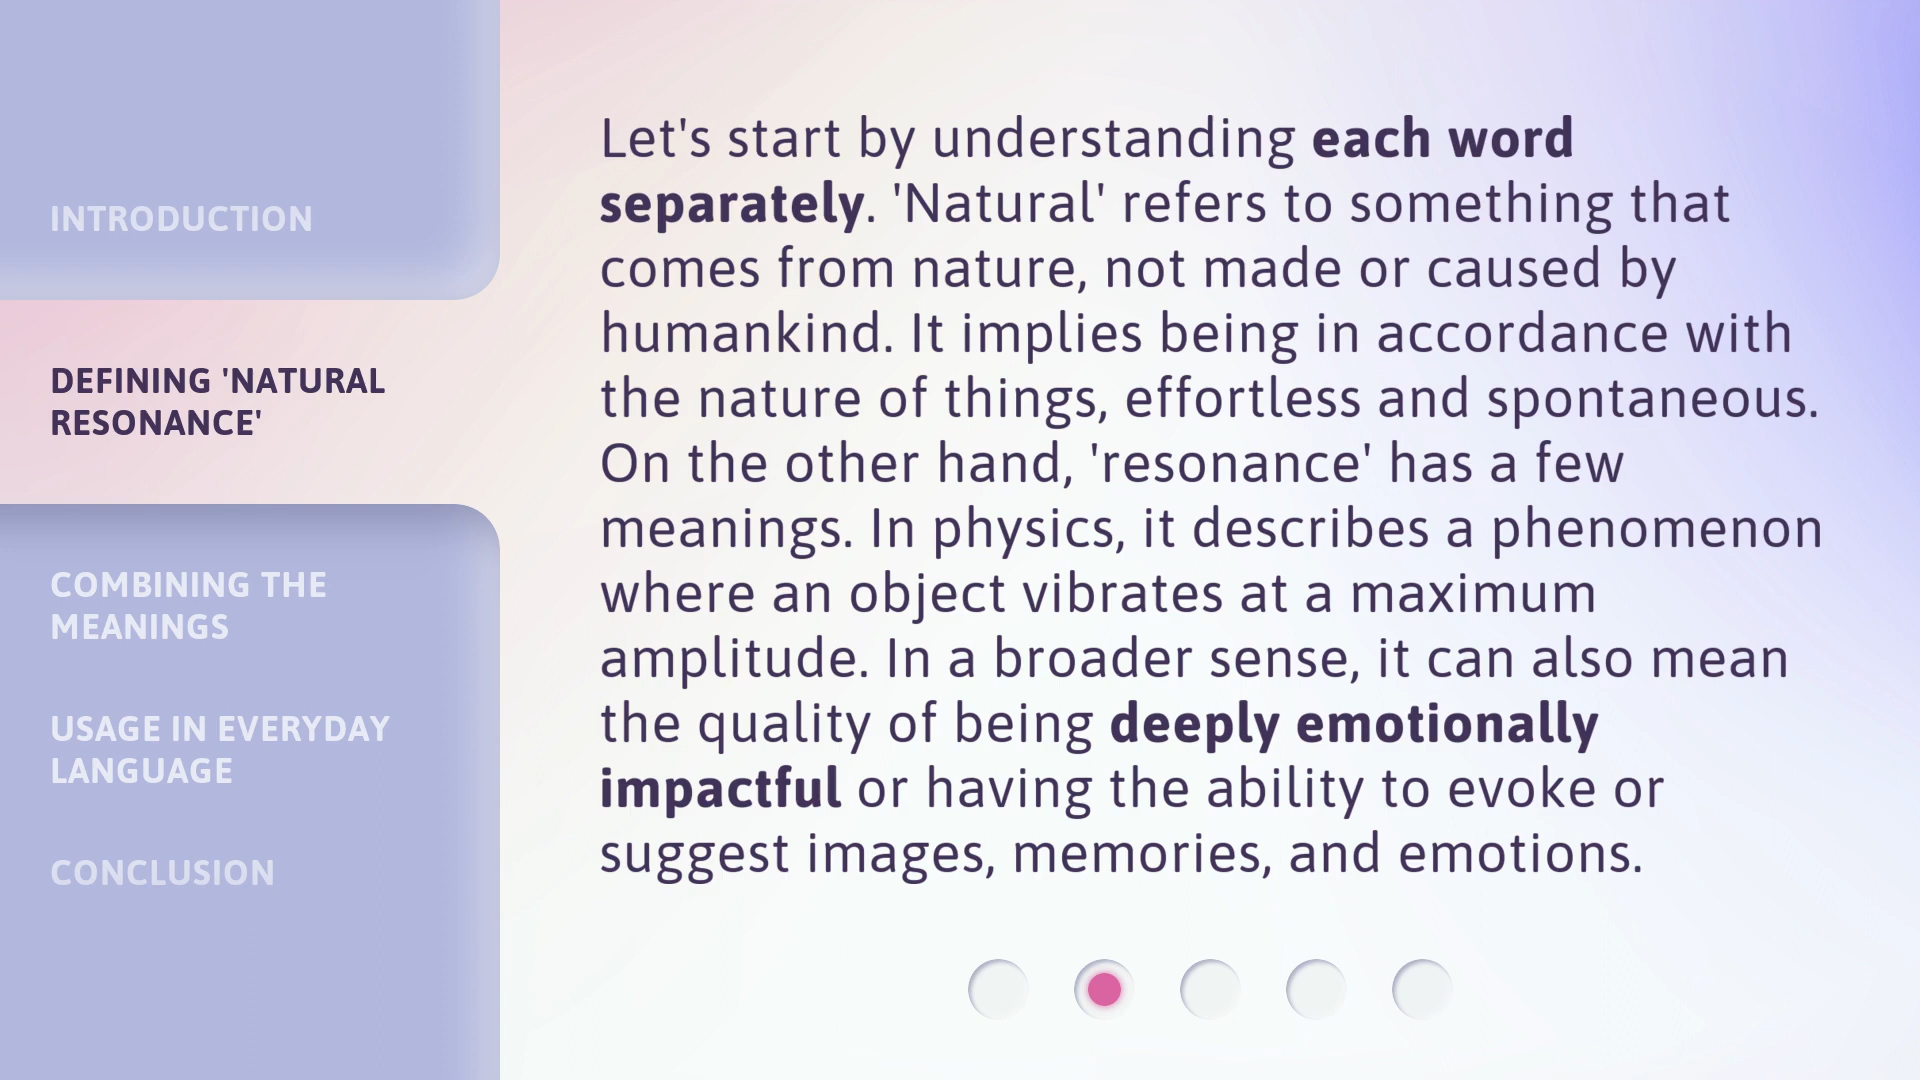 INTRODUCTION
DEFINING 'NATURAL
RESONANCE'
COMBINING THE
MEANINGS
USAGE IN EVERYDAY
LANGUAGE
CONCLUSION
Let's start by understanding each word
separately. 'Natural' refers to something that
comes from nature, not made or caused by
humankind. It implies being in accordance with
the nature of things, effortless and spontaneous.
On the other hand, 'resonance' has a few
meanings. In physics, it describes a phenomenon
where an object vibrates at a maximum
amplitude. In a broader sense, it can also mean
the quality of being deeply emotionally
impactful or having the ability to evoke or
suggest images, memories, and emotions.